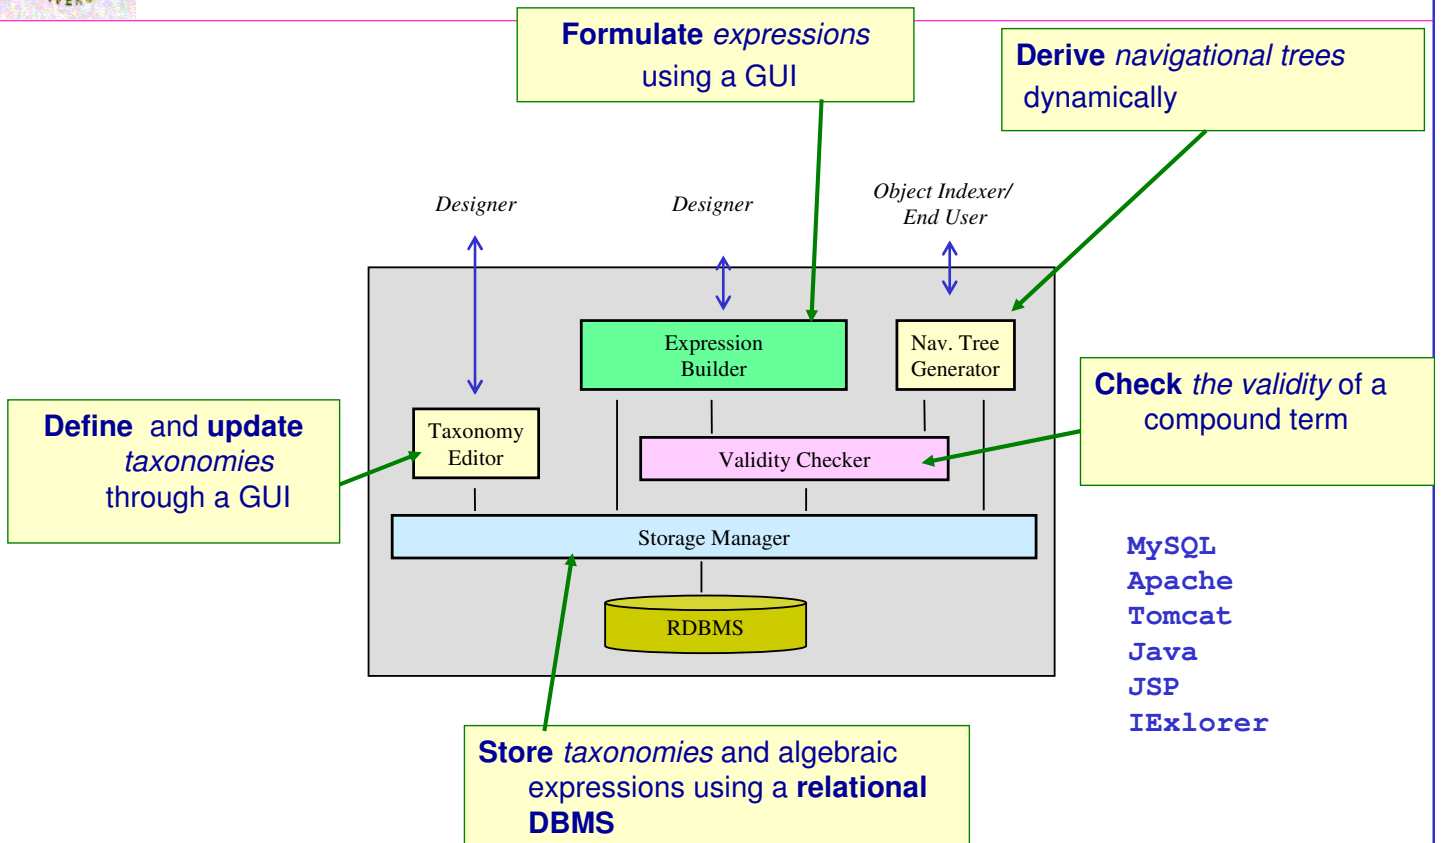 Formulate expressions
using a GUI
Derive navigational trees
dynamically
Designer
Designer
Object Indexer/
End User
Expression
Builder
Nav. Tree
Generator
Check the validity of a
compound term
Define and update
taxonomies
through a GUI
Taxonomy
Editor
Validity Checker
Storage Manager
RDBMS
MySQL
Apache
Tomcat
Java
JSP
IExlorer
Store taxonomies and algebraic
expressions using a relational
DBMS